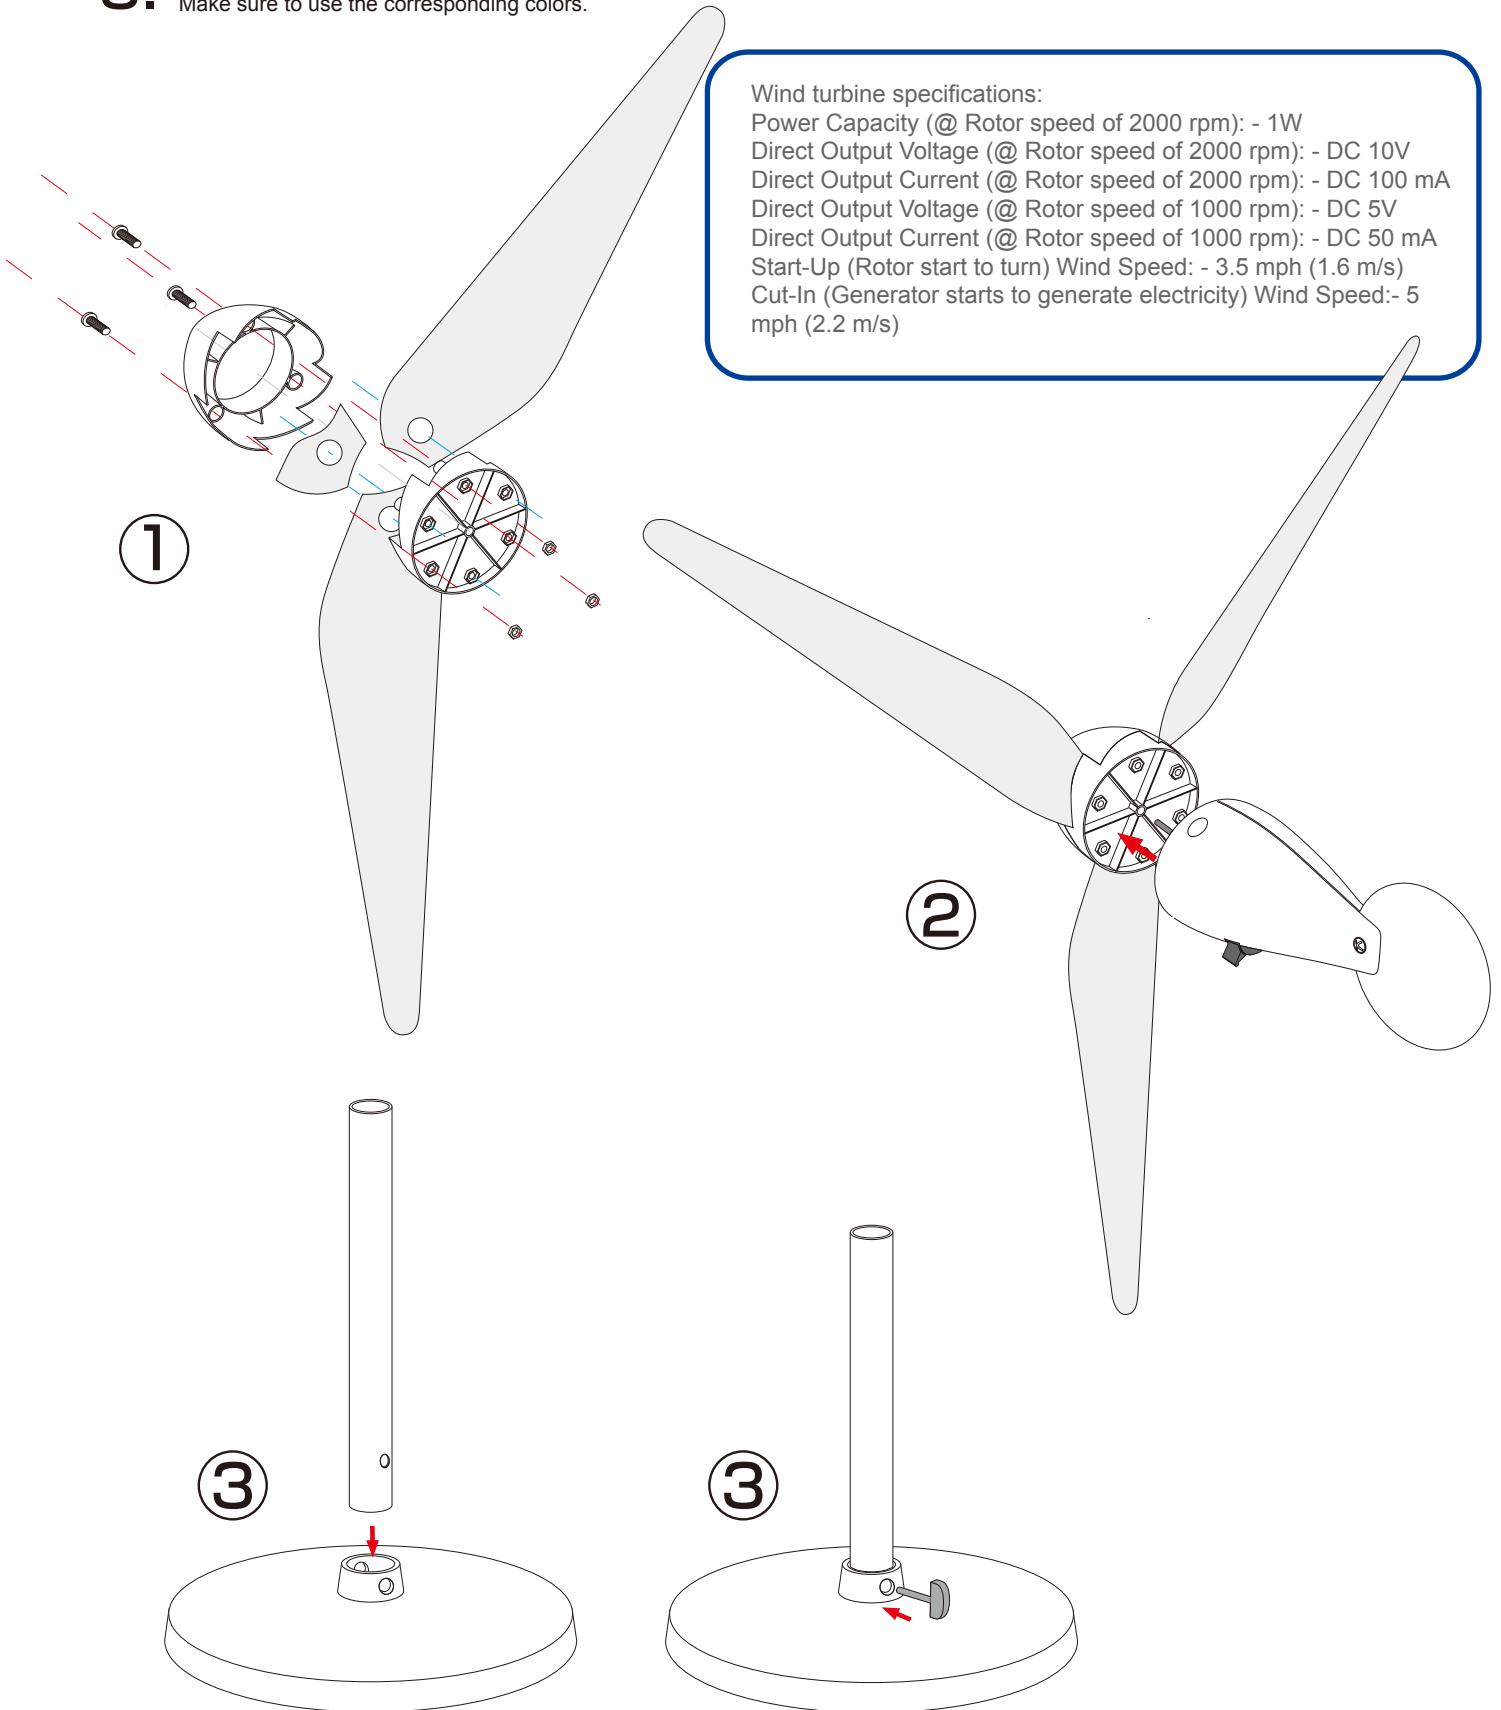 Make sure to use the corresponding colors.
Wind turbine specifications:
Power Capacity (@ Rotor speed of 2000 rpm): - 1W
Direct Output Voltage (@ Rotor speed of 2000 rpm): - DC 10V
Direct Output Current (@ Rotor speed of 2000 rpm): - DC 100 mA
Direct Output Voltage (@ Rotor speed of 1000 rpm): - DC 5V
Direct Output Current (@ Rotor speed of 1000 rpm): - DC 50 mA
Start-Up (Rotor start to turn) Wind Speed: - 3.5 mph (1.6 m/s)
Cut-In (Generator starts to generate electricity) Wind Speed:- 5
mph (2.2 m/s)
①
②
③
③